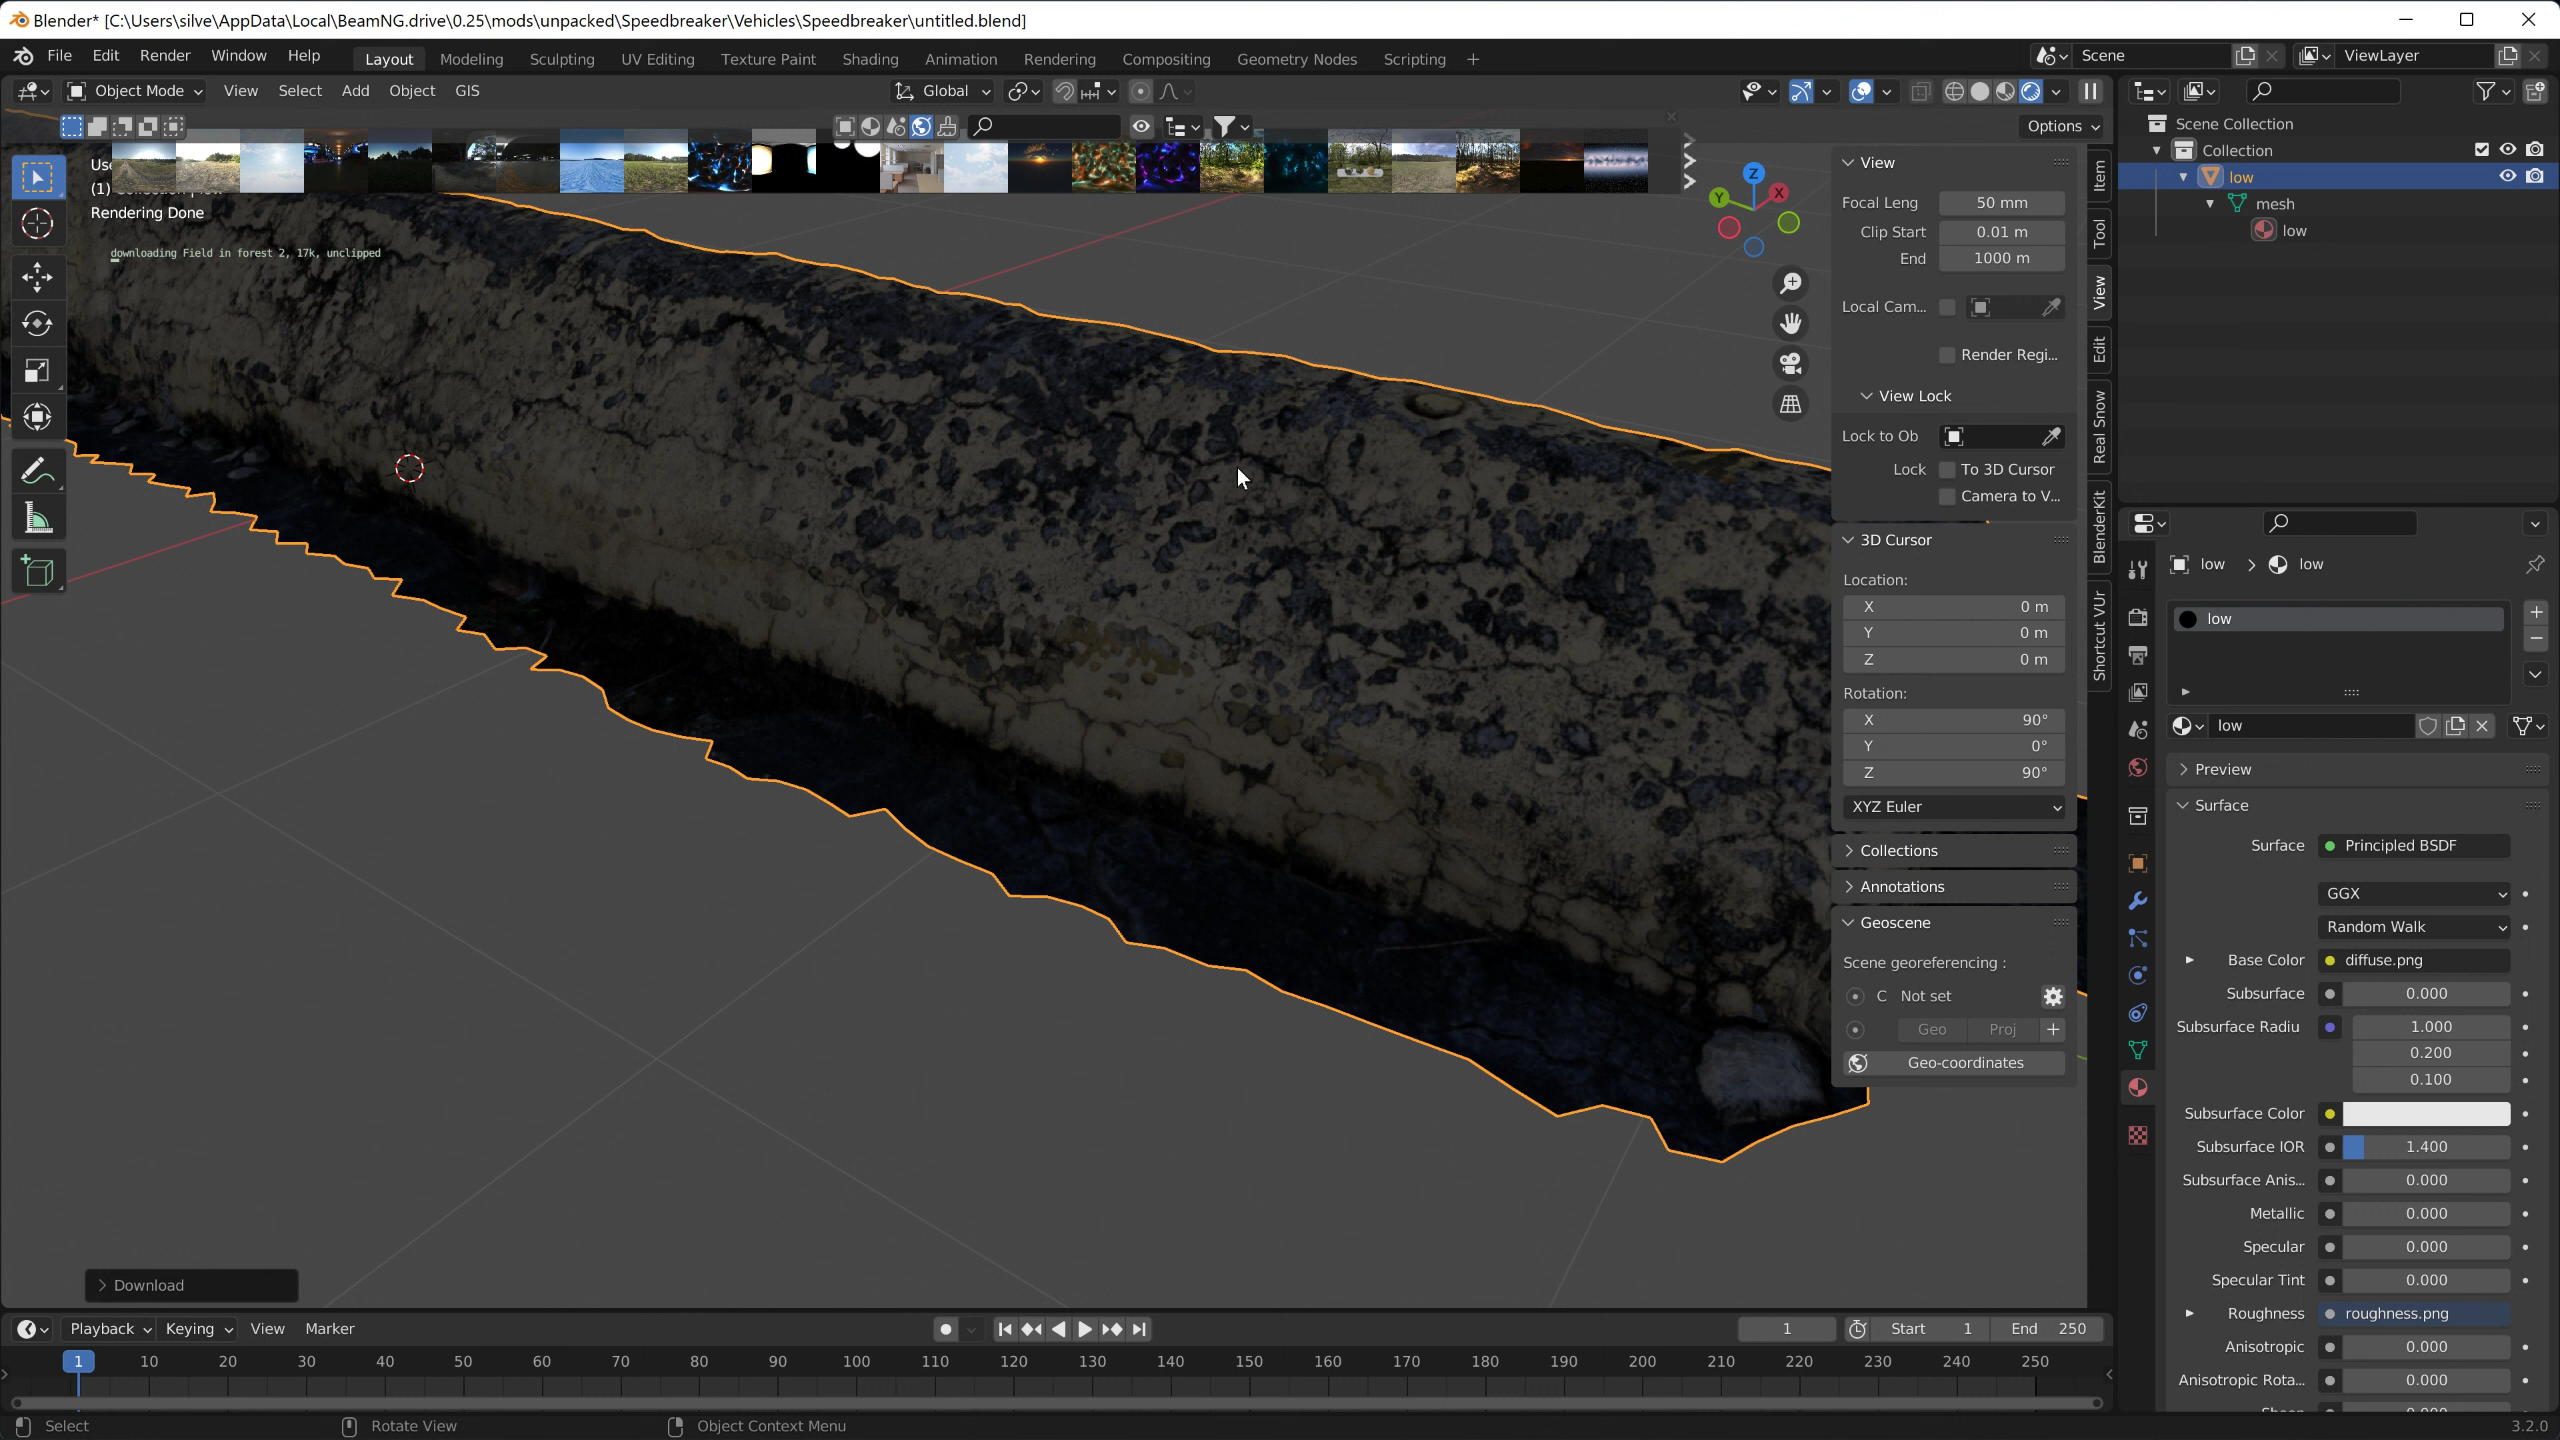 Blender* [C:\Users\silve\AppData\Local\BeamNG.drive\0.25\mods\unpacked\Speedbreaker\Vehicles\Speedbreaker\untitled.blend]
File Edit Render Window Help
Layout Modeling Sculpting UV Editing Texture Paint Shading Animation Rendering Compositing Geometry Nodes Scripting +
Scene
ViewLayer
Object Mode View Select Add Object GIS
Global
Options
Rendering Done
downloading Field in forest 2, 17k, unclipped
Z
Y
X
View
Focal Leng 50 mm
Clip Start 0.01 m
End 1000 m
Local Cam...
Render Regi...
View Lock
Lock to Ob
Lock To 3D Cursor
Camera to V...
3D Cursor
Location:
X 0 m
Y 0 m
Z 0 m
Rotation:
X 90°
Y 0°
Z 90°
XYZ Euler
Collections
Annotations
Geoscene
Scene georeferencing :
C Not set
Geo Proj +
Geo-coordinates
Item
Tool
View
Edit
Real Snow
BlenderKit
Shortcut VUr
Scene Collection
Collection
low
mesh
low
low > low
low
low
Preview
Surface
Surface Principled BSDF
GGX
Random Walk
Base Color diffuse.png
Subsurface 0.000
Subsurface Radiu 1.000
0.200
0.100
Subsurface Color
Subsurface IOR 1.400
Subsurface Anis... 0.000
Metallic 0.000
Specular 0.000
Specular Tint 0.000
Roughness roughness.png
Anisotropic 0.000
Anisotropic Rota... 0.000
Download
Playback Keying View Marker
1
Start 1
End 250
1 10 20 30 40 50 60 70 80 90 100 110 120 130 140 150 160 170 180 190 200 210 220 230 240 250
Select
Rotate View
Object Context Menu
3.2.0